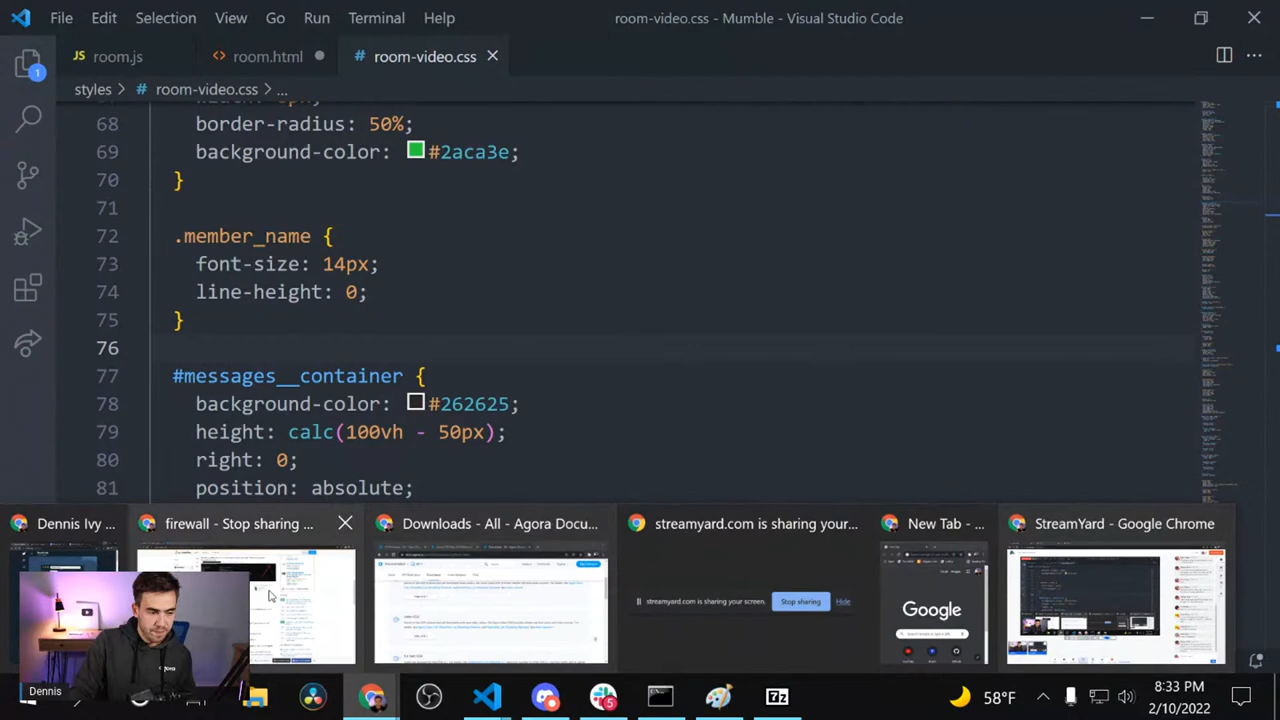 File Edit Selection View Go Run Terminal Help room-video.css - Mumble - Visual Studio Code
1
JS room.js <> room.html # room-video.css
styles > # room-video.css > ...
68 border-radius: 50%;
69 background-color: #2aca3e;
70 }
71
72 .member_name {
73 font-size: 14px;
74 line-height: 0;
75 }
76
77 #messages__container {
78 background-color: #262625;
79 height: calc(100vh - 50px);
80 right: 0;
81 position: absolute;
Dennis Ivy ... firewall - Stop sharing ... Downloads - All - Agora Docu... streamyard.com is sharing your... New Tab - ... StreamYard - Google Chrome
streamyard.com is sharing your screen. Stop sharing Hide
Google
Dennis
5
7z
58°F
8:33 PM
2/10/2022